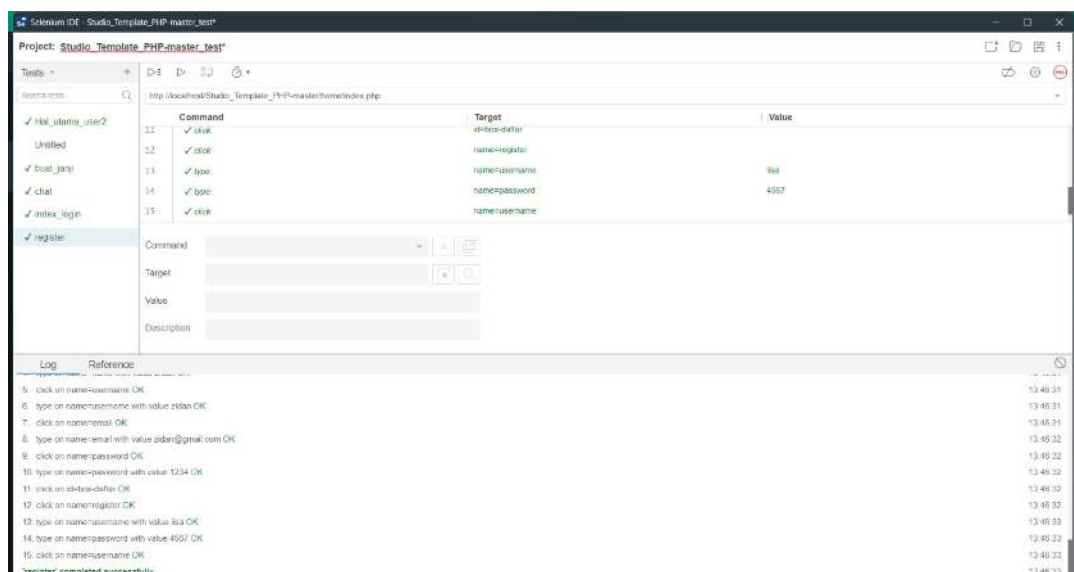 Selenium IDE - Studio_Template_PHP-master_test*
Project: Studio_Template_PHP-master_test*
Tests +
Search tests...
http://localhost/Studio_Template_PHP-master/home/index.php
Command Target Value
✓ Hal_utama_user2
Untitled
✓ buat_janji
✓ chat
✓ index_login
✓ register
11 ✓ click id=box-daftar
12 ✓ click name=register
13 ✓ type name=username lisa
14 ✓ type name=password 4567
15 ✓ click name=username
Command
Target
Value
Description
Log Reference
5. click on name=username OK 13:46:31
6. type on name=username with value zidan OK 13:46:31
7. click on name=email OK 13:46:31
8. type on name=email with value zidan@gmail.com OK 13:46:32
9. click on name=password OK 13:46:32
10. type on name=password with value 1234 OK 13:46:32
11. click on id=box-daftar OK 13:46:32
12. click on name=register OK 13:46:32
13. type on name=username with value lisa OK 13:46:33
14. type on name=password with value 4567 OK 13:46:33
15. click on name=username OK 13:46:33
'register' completed successfully 13:46:33